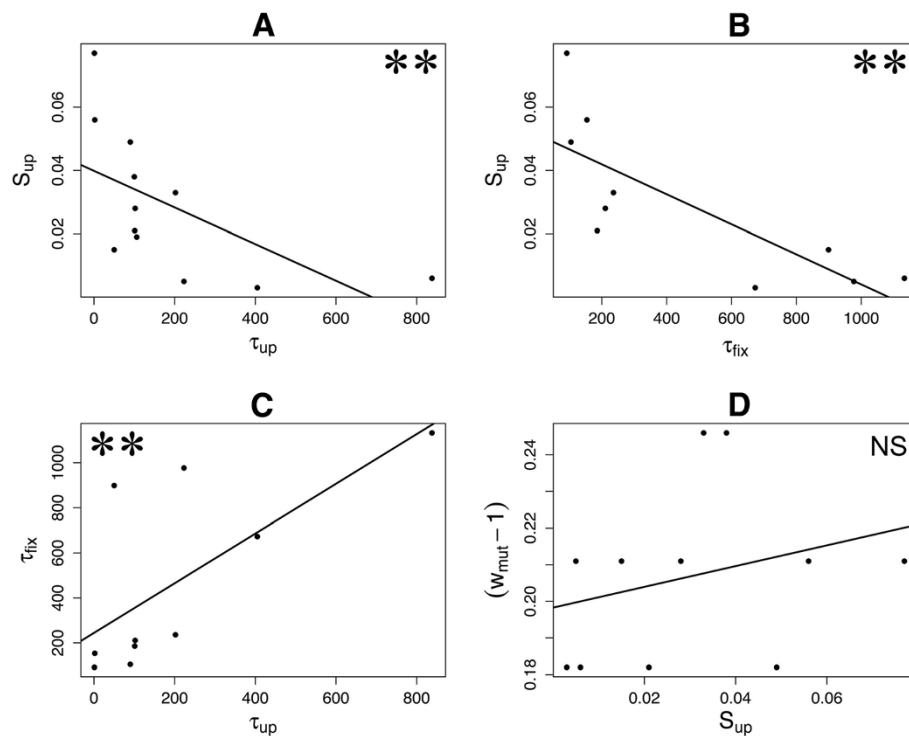 A
B
**
**
S_up
0.02 0.04 0.06
0 200 400 600 800
τ_up
S_up
0.02 0.04 0.06
200 400 600 800 1000
τ_fix
C
D
**
NS
τ_fix
200 400 600 800 1000
0 200 400 600 800
τ_up
(w_mut – 1)
0.18 0.20 0.22 0.24
0.02 0.04 0.06
S_up